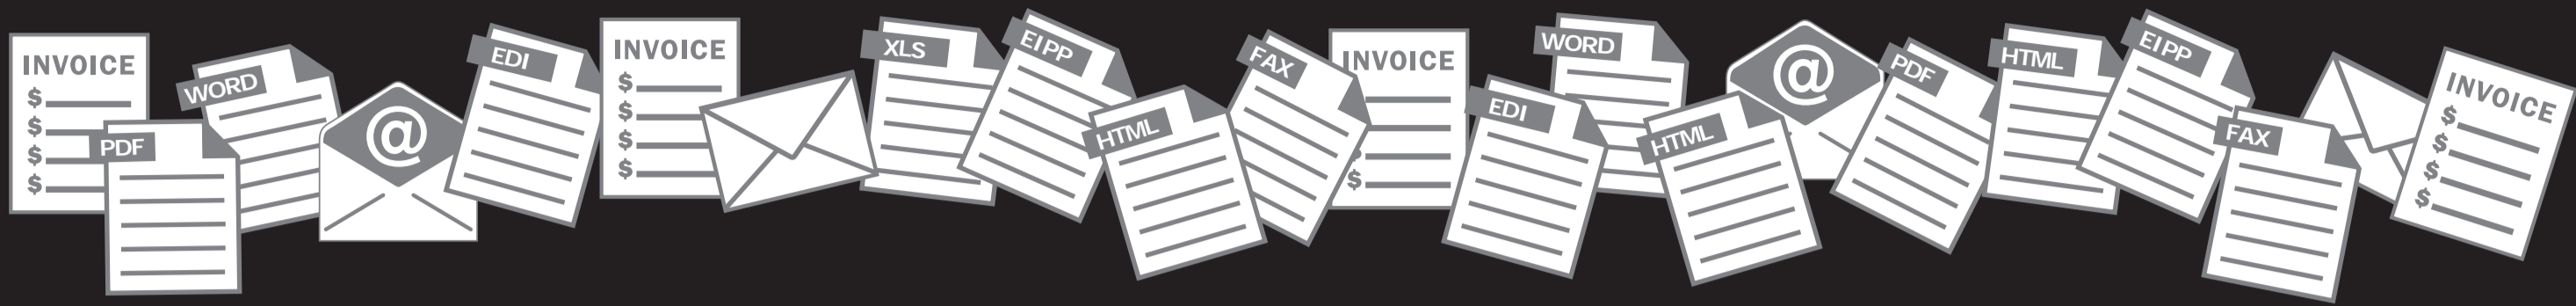 INVOICE
$
$
$
$
PDF
WORD
@
EDI
INVOICE
$
$
$
$
XLS
EIPP
HTML
FAX
INVOICE
$
$
EDI
WORD
HTML
@
PDF
HTML
EIPP
FAX
INVOICE
$
$
$
$